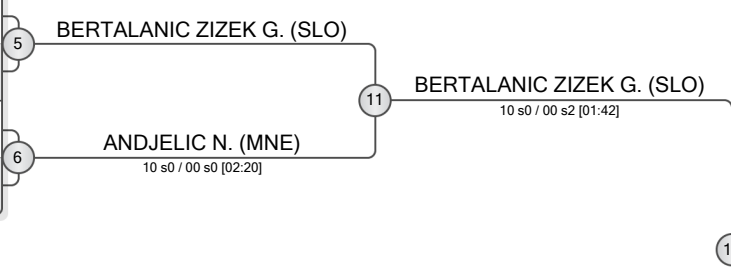 BERTALANIC ZIZEK G. (SLO)
5
BERTALANIC ZIZEK G. (SLO)
11
10 s0 / 00 s2 [01:42]
ANDJELIC N. (MNE)
6
10 s0 / 00 s0 [02:20]